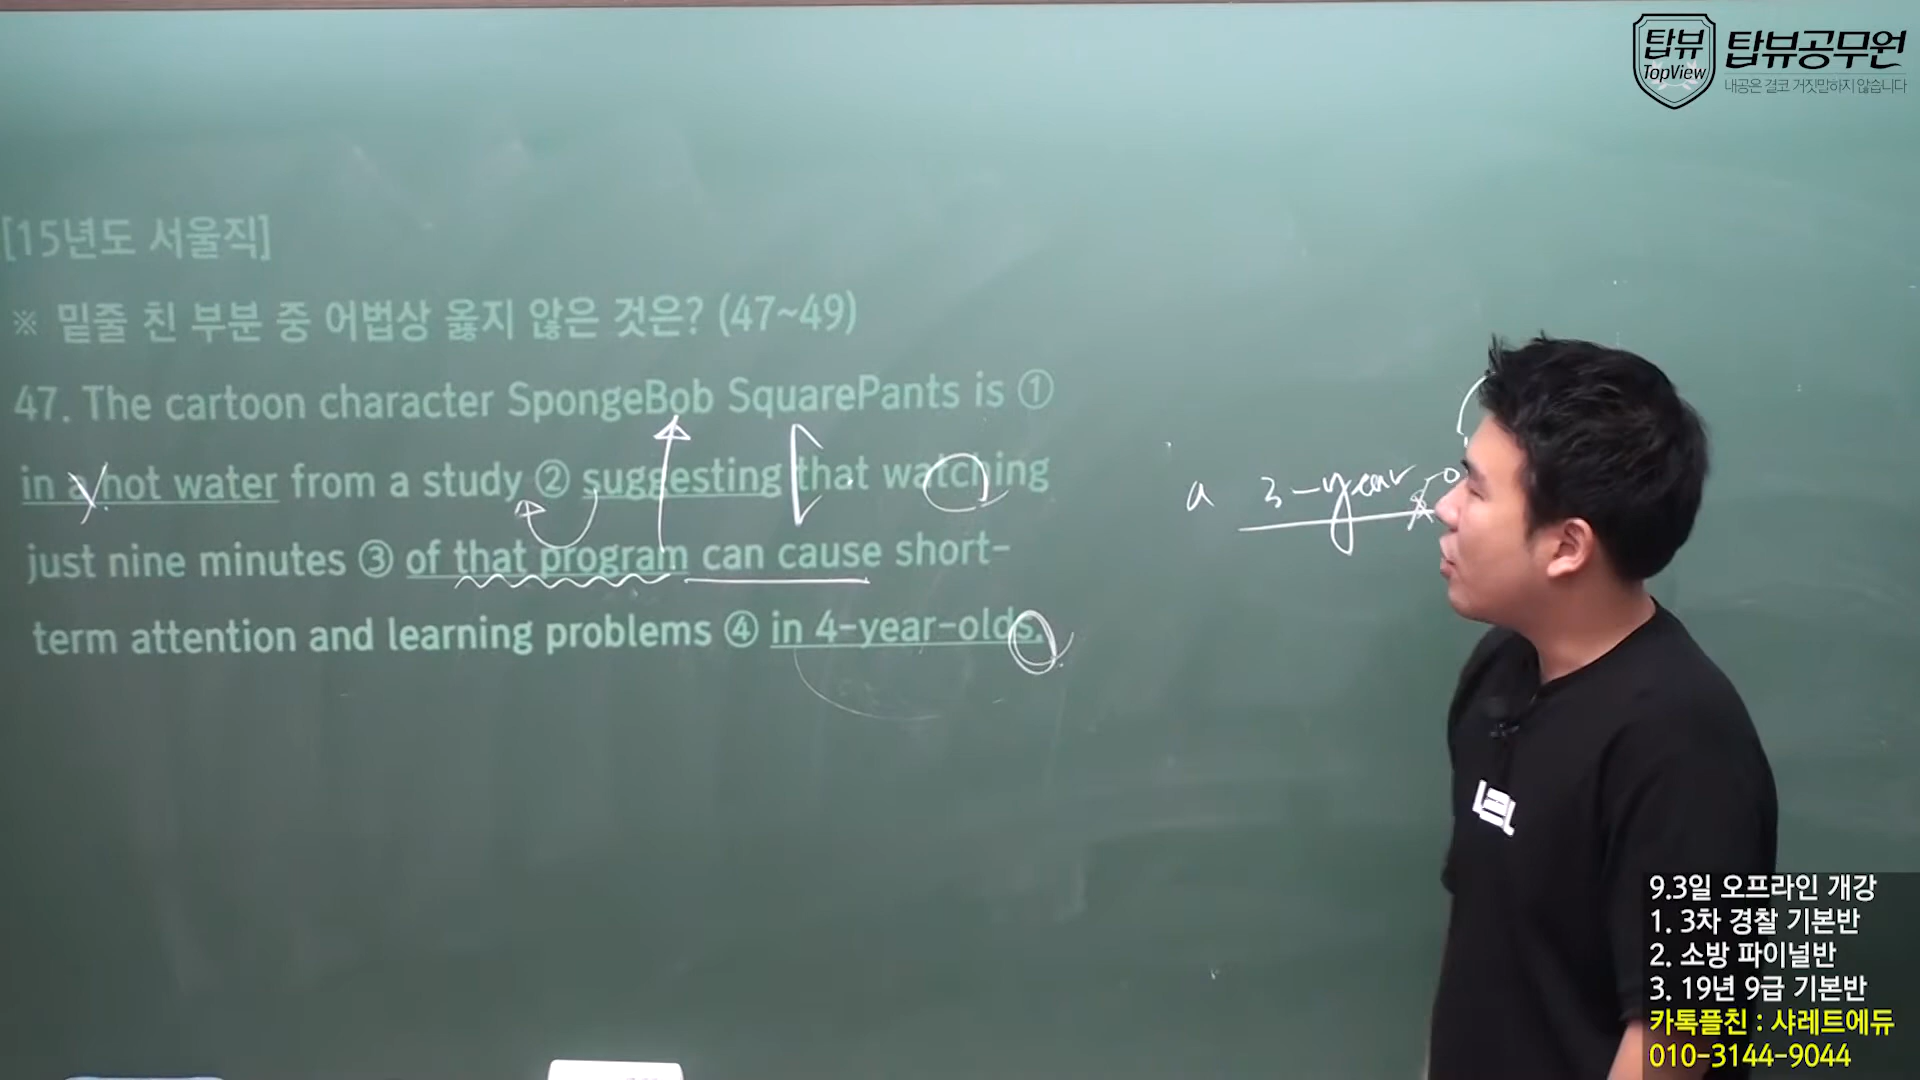 탑뷰
TopView
탑뷰공무원
내공은 결코 거짓말하지 않습니다
[15년도 서울직]
※ 밑줄 친 부분 중 어법상 옳지 않은 것은? (47~49)
47. The cartoon character SpongeBob SquarePants is ①
in a hot water from a study ② suggesting that watching
just nine minutes ③ of that program can cause short-
term attention and learning problems ④ in 4-year-olds.
a 3-year-o
9.3일 오프라인 개강
1. 3차 경찰 기본반
2. 소방 파이널반
3. 19년 9급 기본반
카톡플친 : 샤레트에듀
010-3144-9044